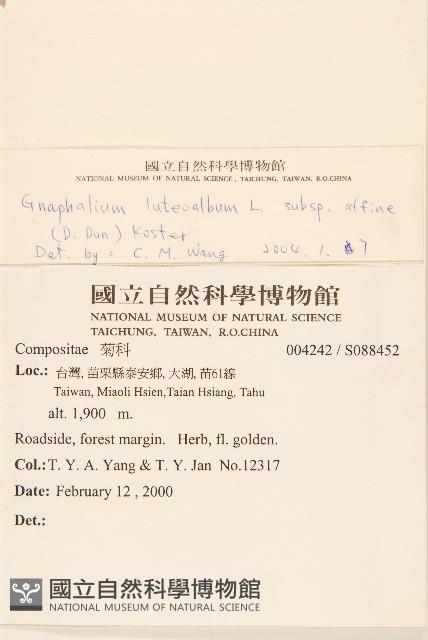 國立自然科學博物館
NATIONAL MUSEUM OF NATURAL SCIENCE, TAICHUNG, TAIWAN, R.O.CHINA
Gnaphalium luteoalbum L. subsp. affine
(D. Don) Koster
Det. by: C. M. Wang 2004. 1. 7
國立自然科學博物館
NATIONAL MUSEUM OF NATURAL SCIENCE
TAICHUNG, TAIWAN, R.O.CHINA
Compositae 菊科 004242 / S088452
Loc.: 台灣, 苗栗縣泰安鄉, 大湖, 苗61線
Taiwan, Miaoli Hsien,Taian Hsiang, Tahu
alt. 1,900 m.
Roadside, forest margin. Herb, fl. golden.
Col.: T. Y. A. Yang & T. Y. Jan No.12317
Date: February 12 , 2000
Det.:
國立自然科學博物館
NATIONAL MUSEUM OF NATURAL SCIENCE